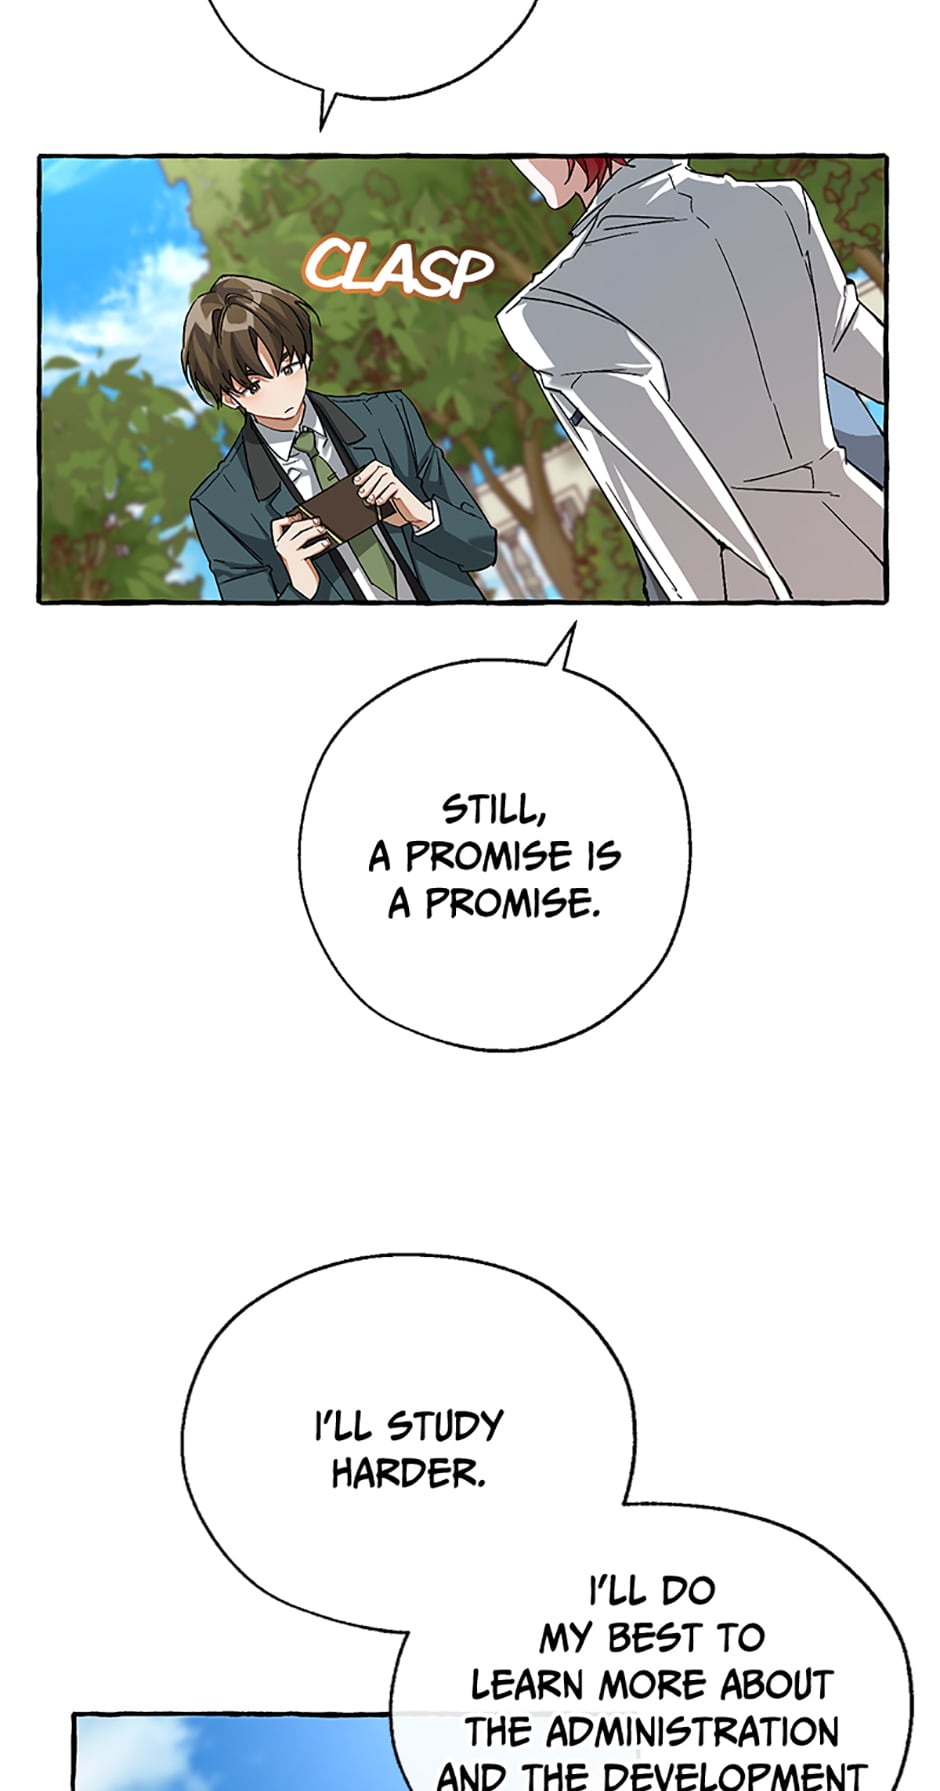 CLASP
STILL,
A PROMISE IS
A PROMISE.
I'LL STUDY
HARDER.
I'LL DO
MY BEST TO
LEARN MORE ABOUT
THE ADMINISTRATION
AND THE DEVELOPMENT